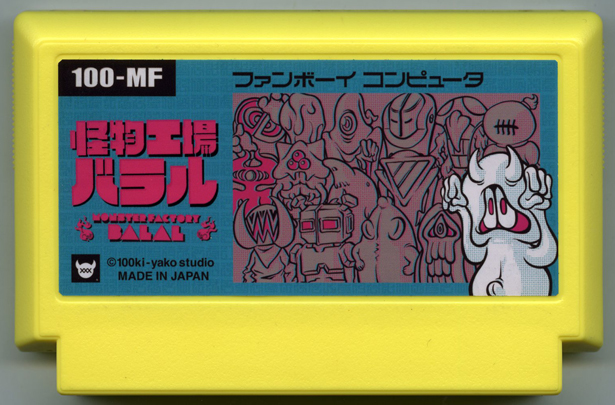 100-MF
ファンボーイ コンピュータ
怪物工場
バラル
MONSTER FACTORY
BALAL
xxx
©100ki-yako studio
MADE IN JAPAN